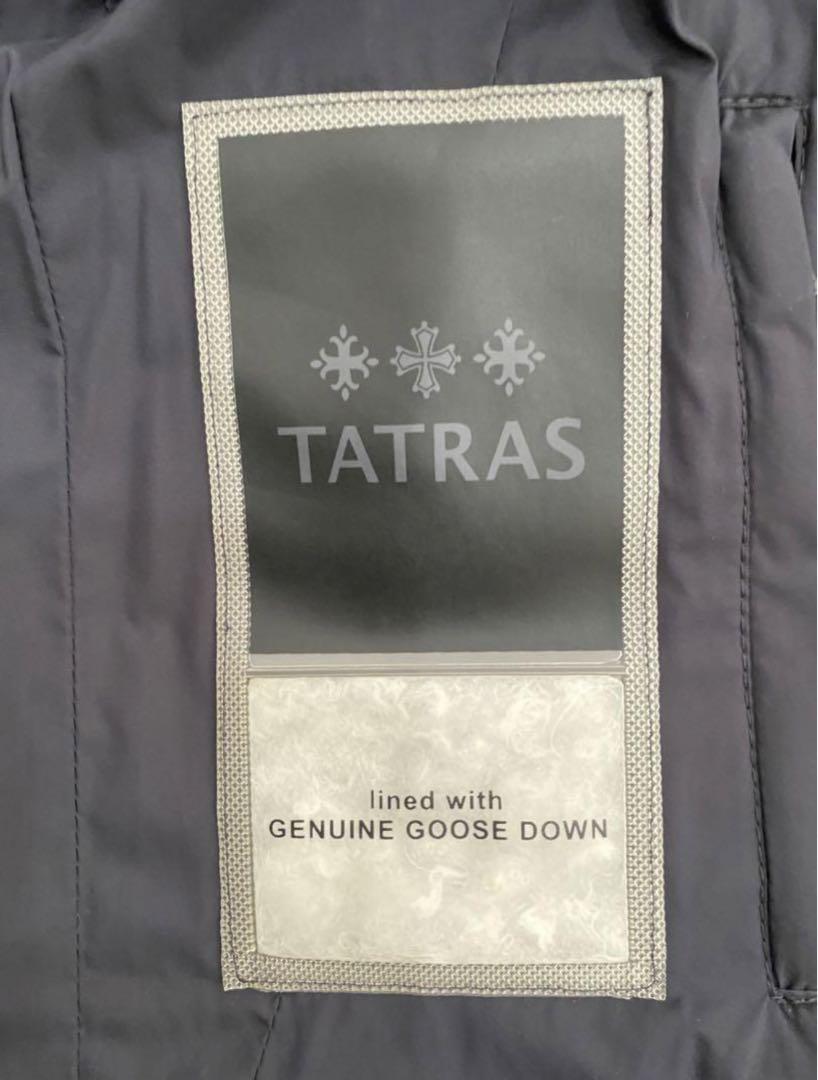 TATRAS
lined with
GENUINE GOOSE DOWN